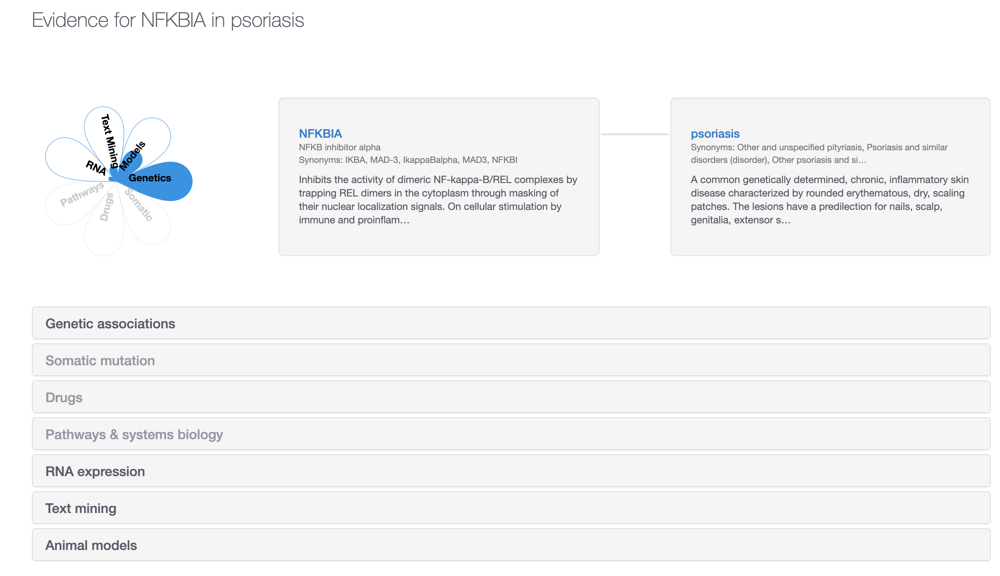 Evidence for NFKBIA in psoriasis
Text Mining
Models
RNA
Genetics
Pathways
Drugs
Somatic
NFKBIA
NFKB inhibitor alpha
Synonyms: IKBA, MAD-3, IkappaBalpha, MAD3, NFKBI
Inhibits the activity of dimeric NF-kappa-B/REL complexes by
trapping REL dimers in the cytoplasm through masking of
their nuclear localization signals. On cellular stimulation by
immune and proinflam...
psoriasis
Synonyms: Other and unspecified pityriasis, Psoriasis and similar
disorders (disorder), Other psoriasis and si...
A common genetically determined, chronic, inflammatory skin
disease characterized by rounded erythematous, dry, scaling
patches. The lesions have a predilection for nails, scalp,
genitalia, extensor s...
Genetic associations
Somatic mutation
Drugs
Pathways & systems biology
RNA expression
Text mining
Animal models